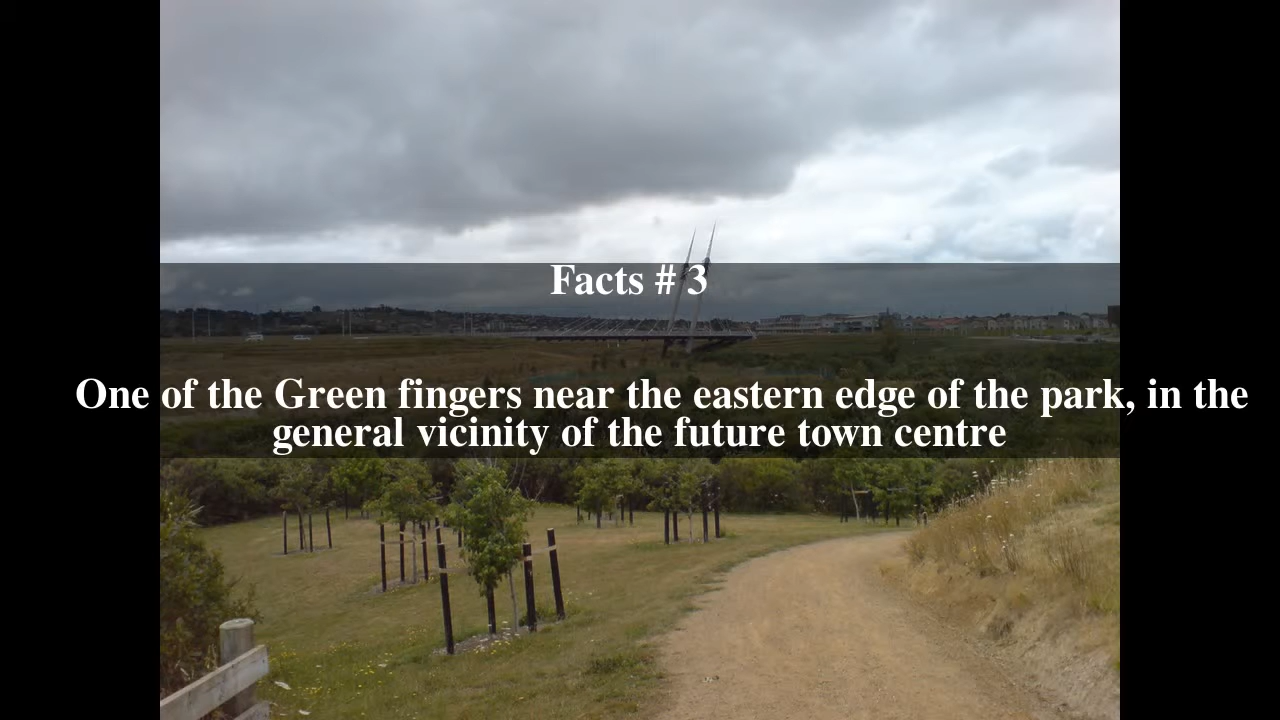 Facts # 3
One of the Green fingers near the eastern edge of the park, in the
general vicinity of the future town centre